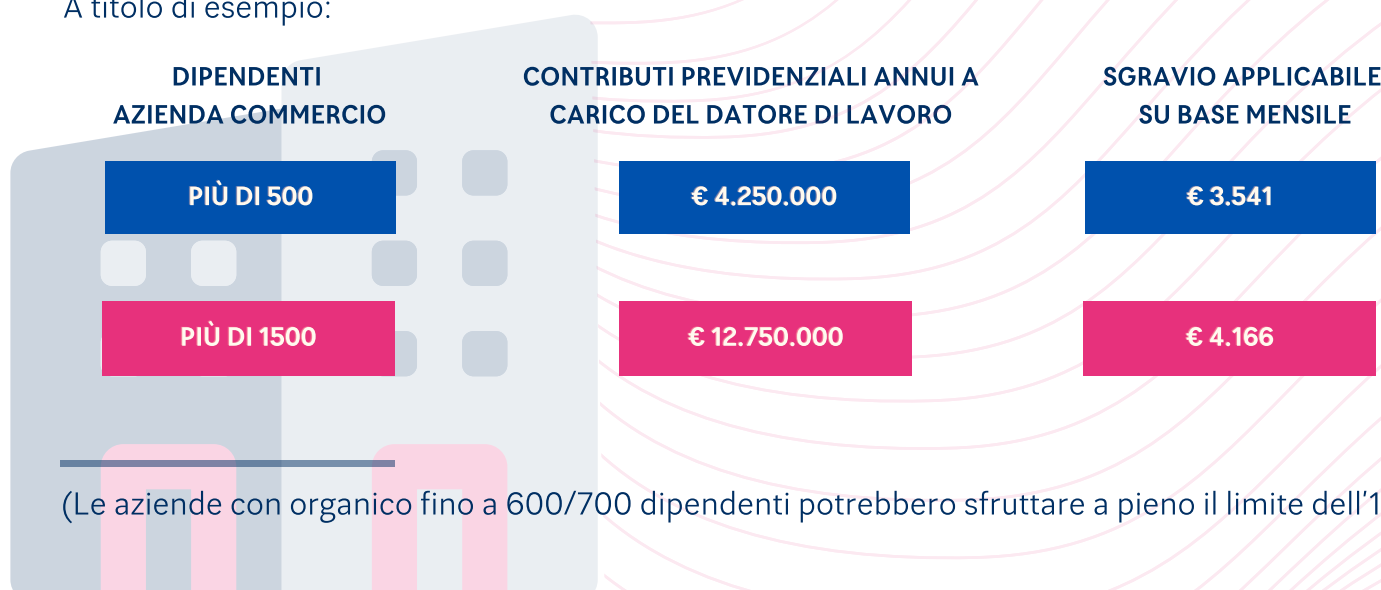 A titolo di esempio:
DIPENDENTI
AZIENDA COMMERCIO
CONTRIBUTI PREVIDENZIALI ANNUI A
CARICO DEL DATORE DI LAVORO
SGRAVIO APPLICABILE
SU BASE MENSILE
PIÙ DI 500
€ 4.250.000
€ 3.541
PIÙ DI 1500
€ 12.750.000
€ 4.166
(Le aziende con organico fino a 600/700 dipendenti potrebbero sfruttare a pieno il limite dell'1